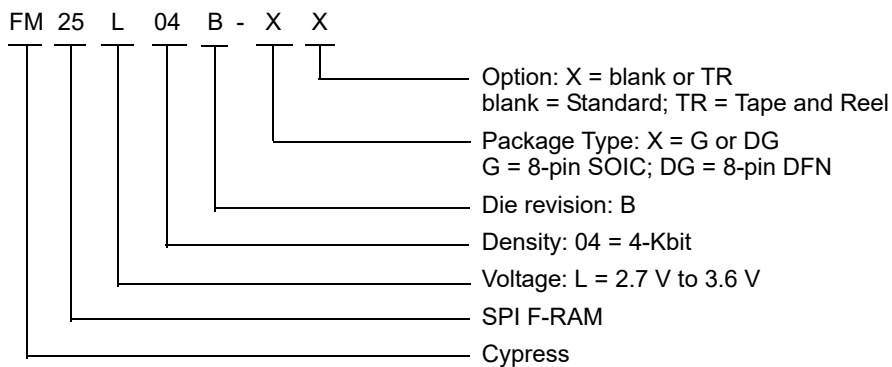 FM 25 L 04 B - X X
Option: X = blank or TR
blank = Standard; TR = Tape and Reel
Package Type: X = G or DG
G = 8-pin SOIC; DG = 8-pin DFN
Die revision: B
Density: 04 = 4-Kbit
Voltage: L = 2.7 V to 3.6 V
SPI F-RAM
Cypress